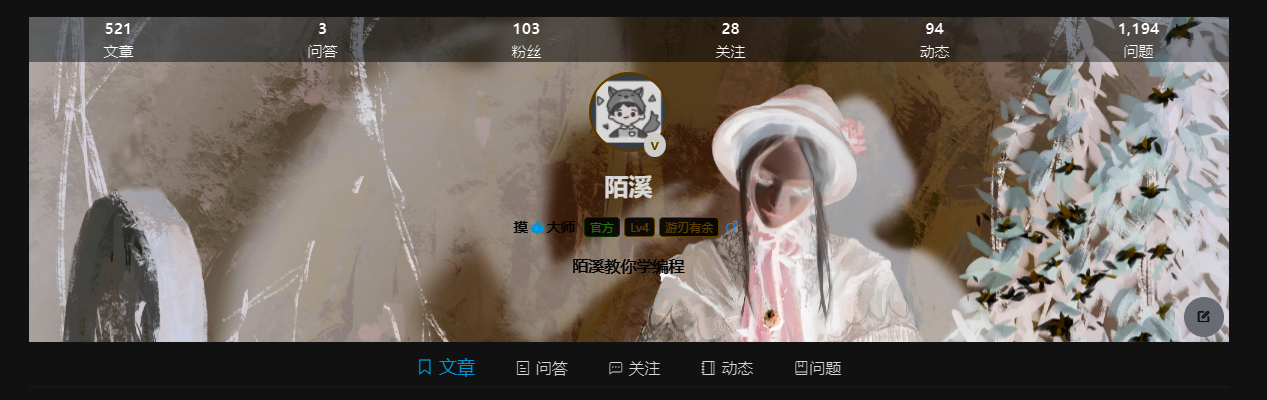 521 3 103 28 94 1,194
文章 问答 粉丝 关注 动态 问题
V
陌溪
摸 大师 官方 Lv4 游刃有余
陌溪教你学编程
文章 问答 关注 动态 问题